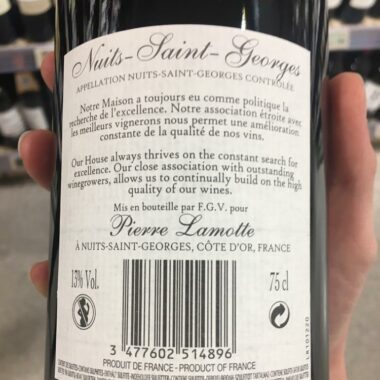 Nuits-Saint-Georges
APPELLATION NUITS-SAINT-GEORGES CONTROLÉE
Notre Maison a toujours eu comme politique la
recherche de l'excellence. Notre association étroite avec
les meilleurs vignerons nous permet une amélioration
constante de la qualité de nos vins.
Our House always thrives on the constant search for
excellence. Our close association with outstanding
winegrowers, allows us to continually build on the high
quality of our wines.
Mis en bouteille par F.G.V. pour
Pierre Lamotte
À NUITS-SAINT-GEORGES, CÔTE D'OR, FRANCE
13% Vol.
75 cl
3 477602 514896
LR101220
PRODUIT DE FRANCE - PRODUCT OF FRANCE